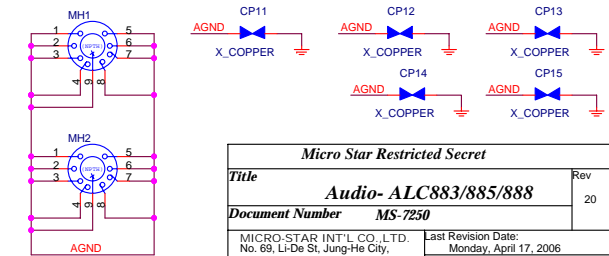 MH1
1
2
3
5
6
7
(NPTH)
4
9
8
MH2
1
2
3
5
6
7
(NPTH)
4
9
8
AGND
CP11
AGND
X_COPPER
CP12
AGND
X_COPPER
CP13
AGND
X_COPPER
CP14
AGND
X_COPPER
CP15
AGND
X_COPPER
Micro Star Restricted Secret
Title
Rev
Audio- ALC883/885/888
20
Document Number MS-7250
MICRO-STAR INT'L CO.,LTD.
No. 69, Li-De St, Jung-He City,
Last Revision Date:
Monday, April 17, 2006